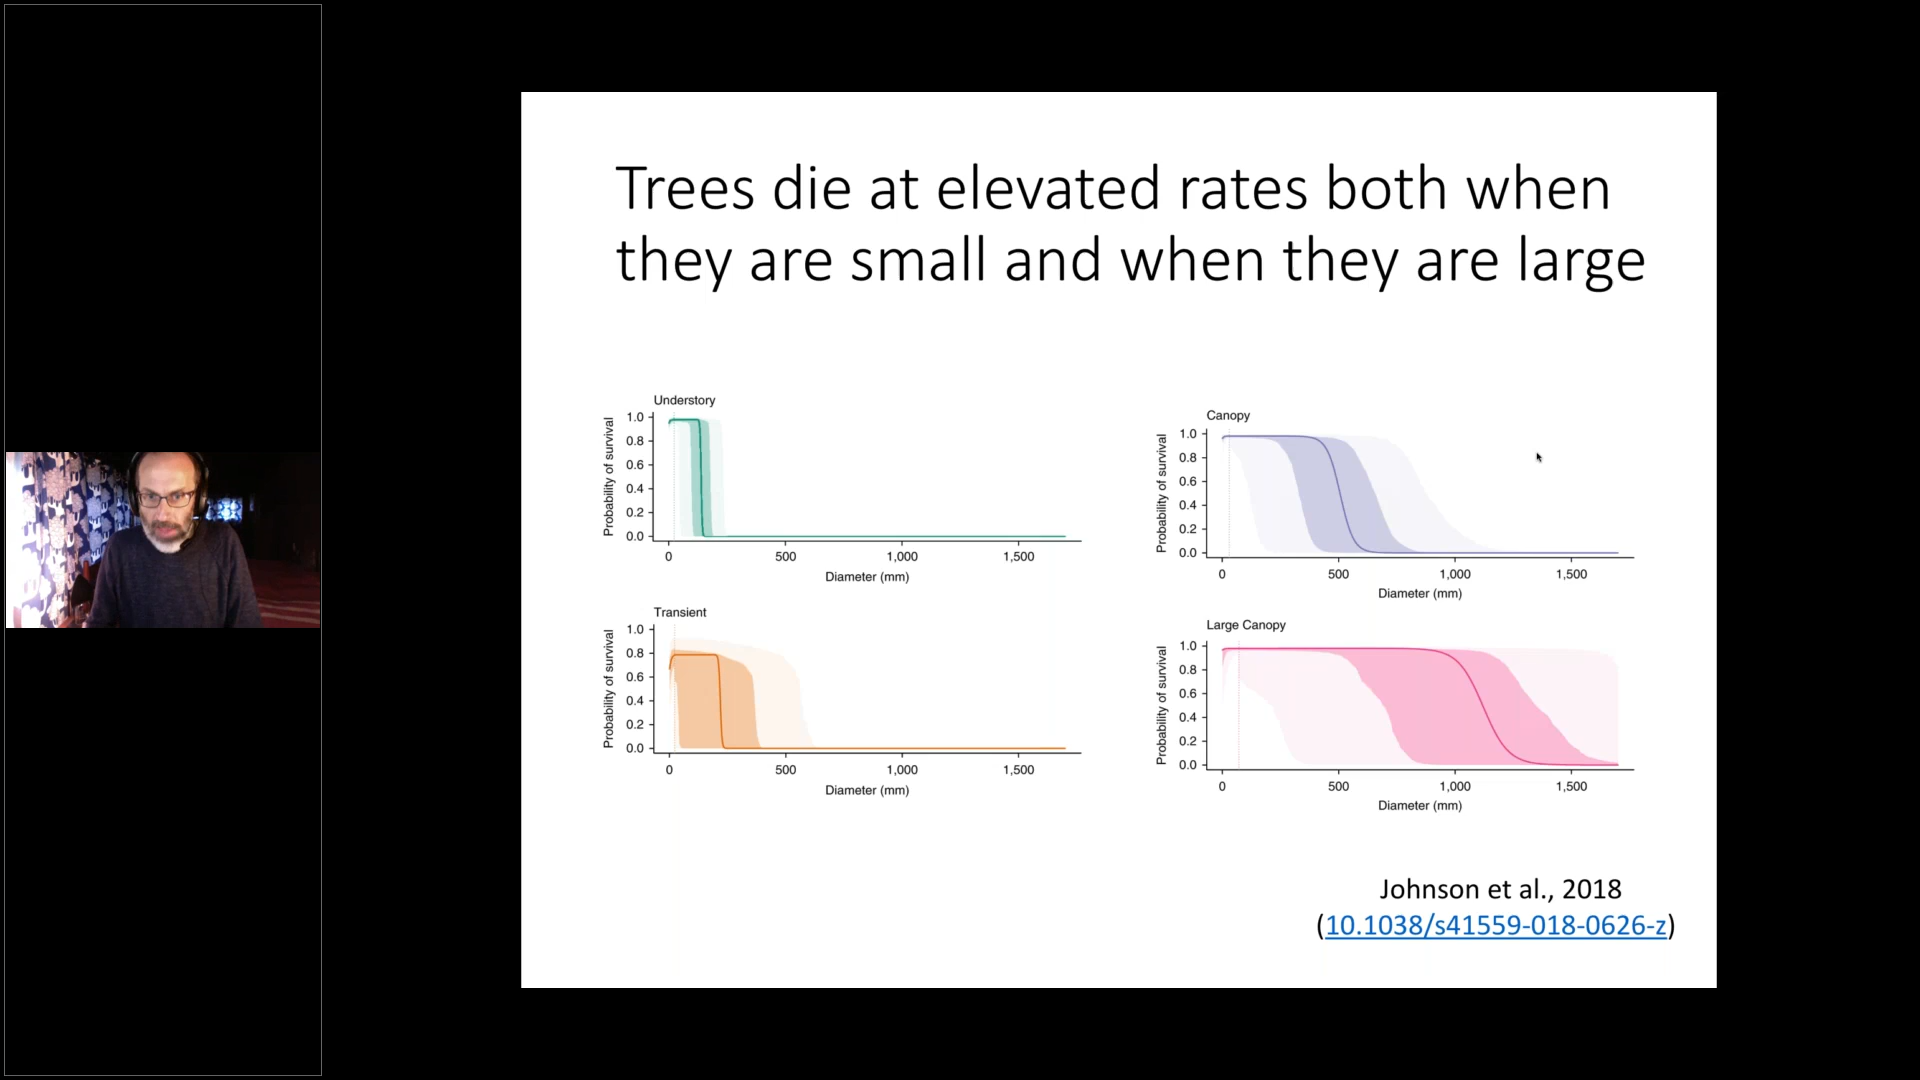 Trees die at elevated rates both when
they are small and when they are large
Understory
Probability of survival
1.0
0.8
0.6
0.4
0.2
0.0
0 500 1,000 1,500
Diameter (mm)
Transient
Probability of survival
1.0
0.8
0.6
0.4
0.2
0.0
0 500 1,000 1,500
Diameter (mm)
Canopy
Probability of survival
1.0
0.8
0.6
0.4
0.2
0.0
0 500 1,000 1,500
Diameter (mm)
Large Canopy
Probability of survival
1.0
0.8
0.6
0.4
0.2
0.0
0 500 1,000 1,500
Diameter (mm)
Johnson et al., 2018
(10.1038/s41559-018-0626-z)